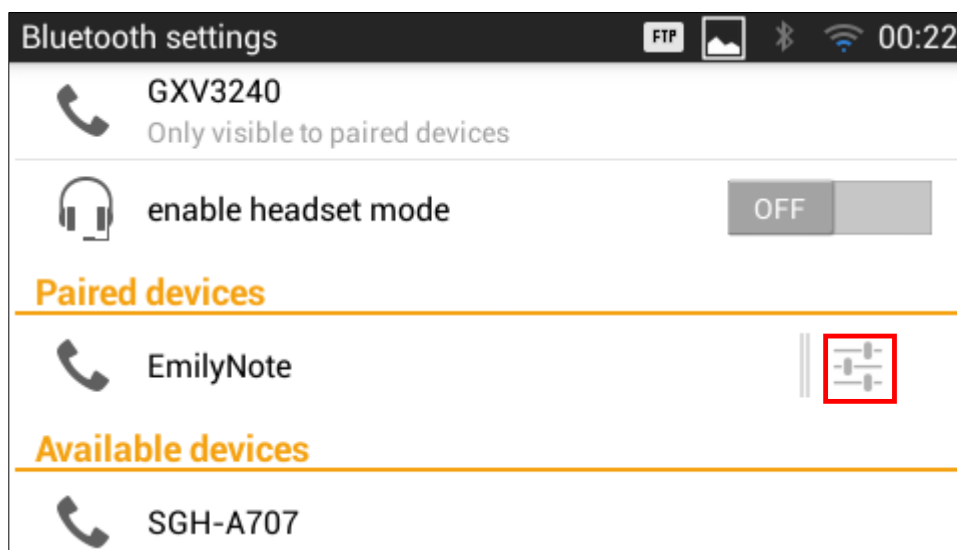 Bluetooth settings FTP 00:22
GXV3240
Only visible to paired devices
enable headset mode OFF
Paired devices
EmilyNote
Available devices
SGH-A707